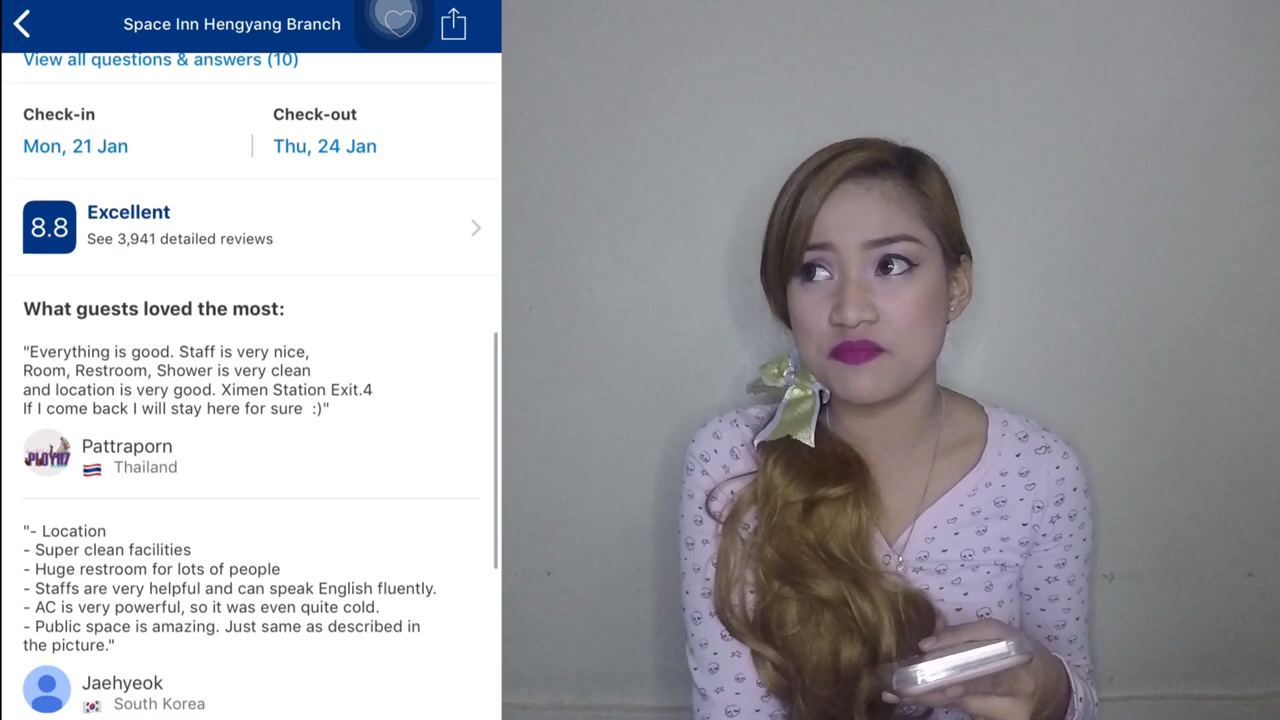 Space Inn Hengyang Branch
View all questions & answers (10)
Check-in
Check-out
Mon, 21 Jan
Thu, 24 Jan
8.8
Excellent
See 3,941 detailed reviews
What guests loved the most:
"Everything is good. Staff is very nice,
Room, Restroom, Shower is very clean
and location is very good. Ximen Station Exit.4
If I come back I will stay here for sure :)"
PLOY117
Pattraporn
Thailand
"- Location
- Super clean facilities
- Huge restroom for lots of people
- Staffs are very helpful and can speak English fluently.
- AC is very powerful, so it was even quite cold.
- Public space is amazing. Just same as described in
the picture."
Jaehyeok
South Korea